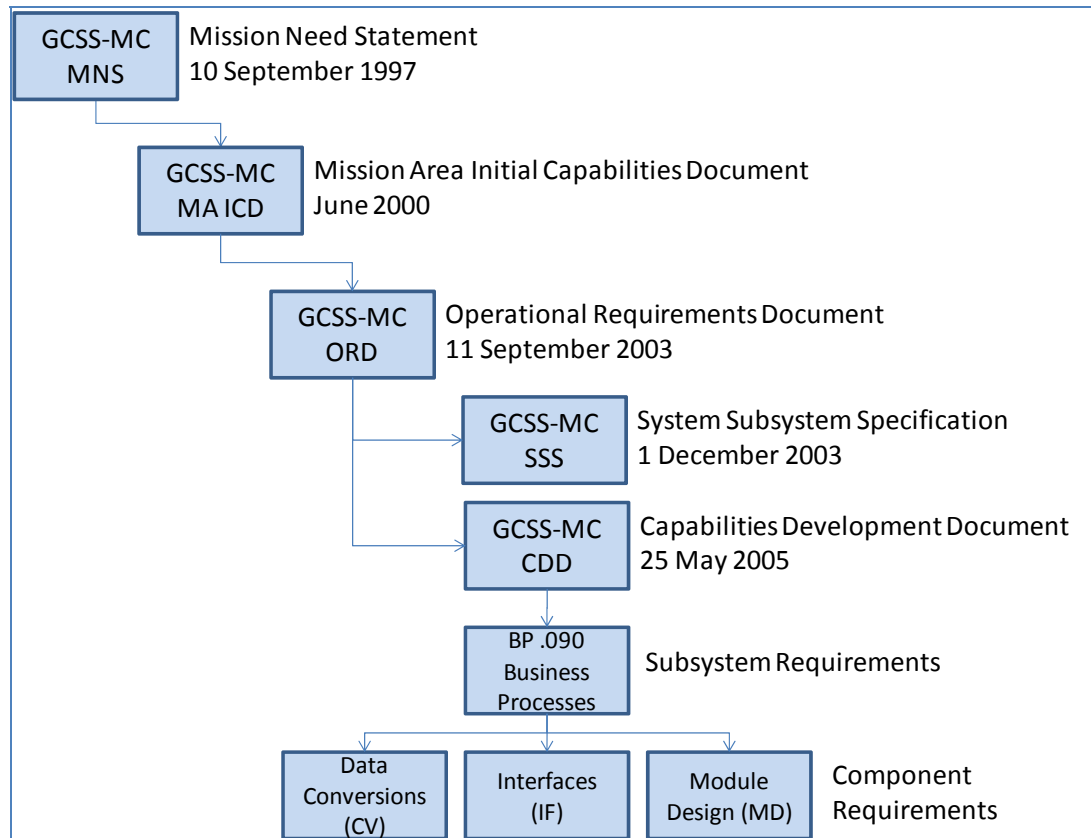 GCSS-MC
MNS
Mission Need Statement
10 September 1997
GCSS-MC
MA ICD
Mission Area Initial Capabilities Document
June 2000
GCSS-MC
ORD
Operational Requirements Document
11 September 2003
GCSS-MC
SSS
System Subsystem Specification
1 December 2003
GCSS-MC
CDD
Capabilities Development Document
25 May 2005
BP .090
Business
Processes
Subsystem Requirements
Data
Conversions
(CV)
Interfaces
(IF)
Module
Design (MD)
Component
Requirements